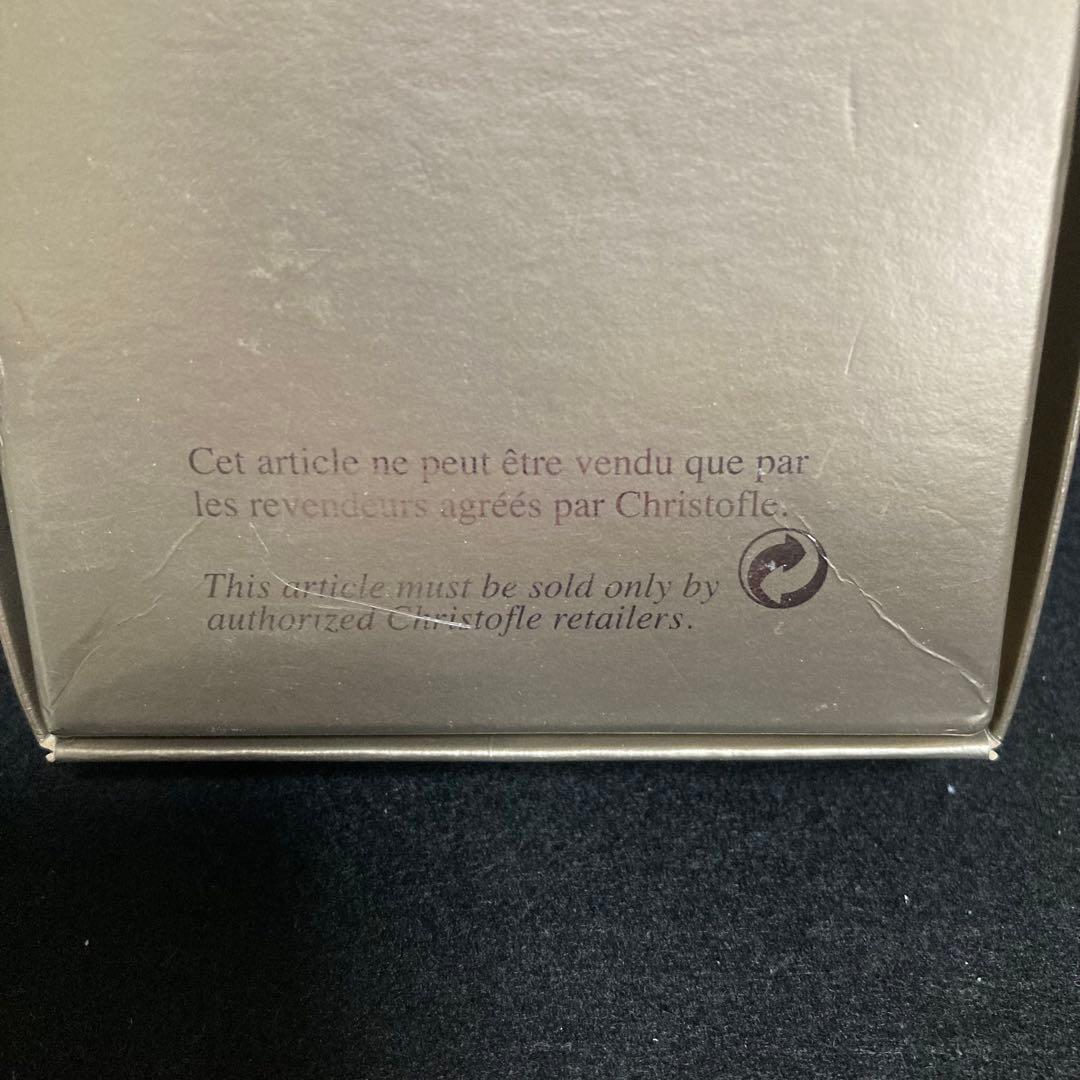 Cet article ne peut être vendu que par
les revendeurs agréés par Christofle.
This article must be sold only by
authorized Christofle retailers.